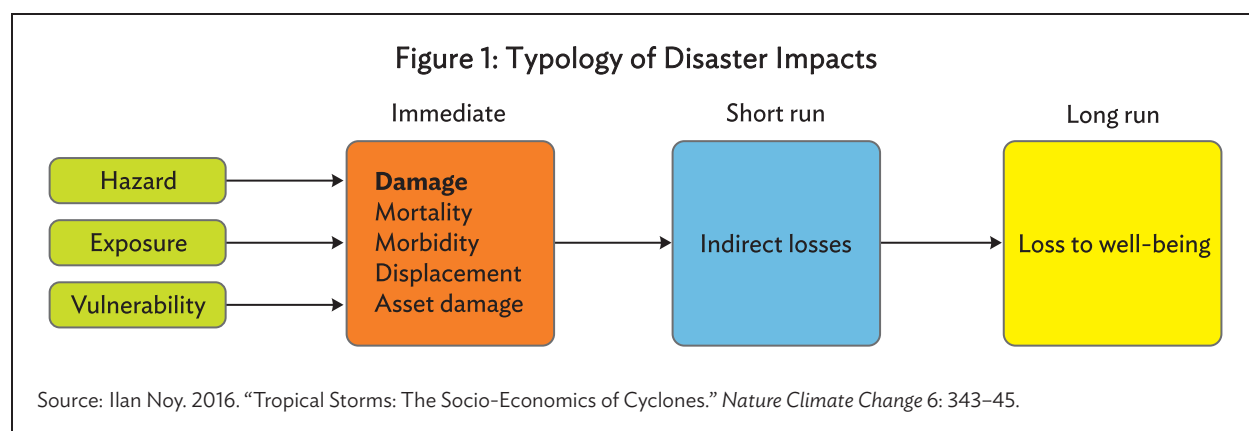 Figure 1: Typology of Disaster Impacts
Immediate
Short run
Long run
Hazard
Exposure
Vulnerability
Damage
Mortality
Morbidity
Displacement
Asset damage
Indirect losses
Loss to well-being
Source: Ilan Noy. 2016. “Tropical Storms: The Socio-Economics of Cyclones.” Nature Climate Change 6: 343–45.